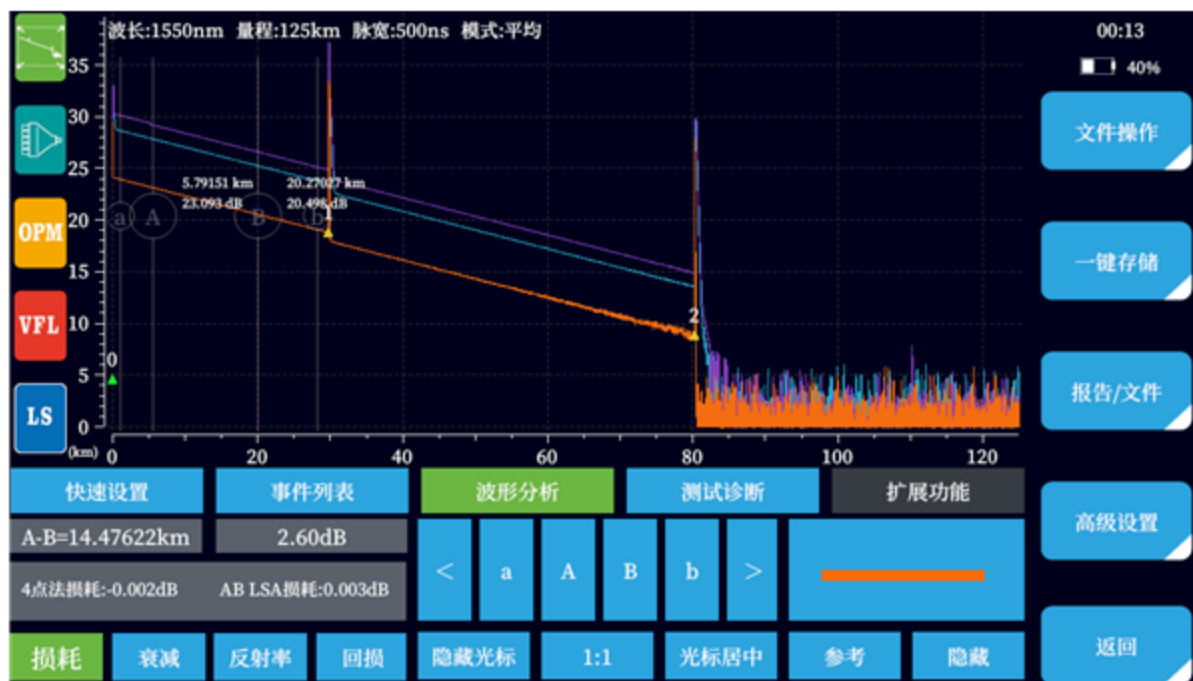 波长:1550nm 量程:125km 脉宽:500ns 模式:平均
00:13
40%
35
30
25
20
15
10
5
0
OPM
VFL
LS
5.79151 km
23.093 dB
20.27027 km
20.498 dB
a
A
B
b
0
1
2
(km) 0 20 40 60 80 100 120
文件操作
一键存储
报告/文件
高级设置
返回
快速设置 事件列表 波形分析 测试诊断 扩展功能
A-B=14.47622km 2.60dB
4点法损耗:-0.002dB AB LSA损耗:0.003dB
< a A B b >
损耗 衰减 反射率 回损 隐藏光标 1:1 光标居中 参考 隐藏